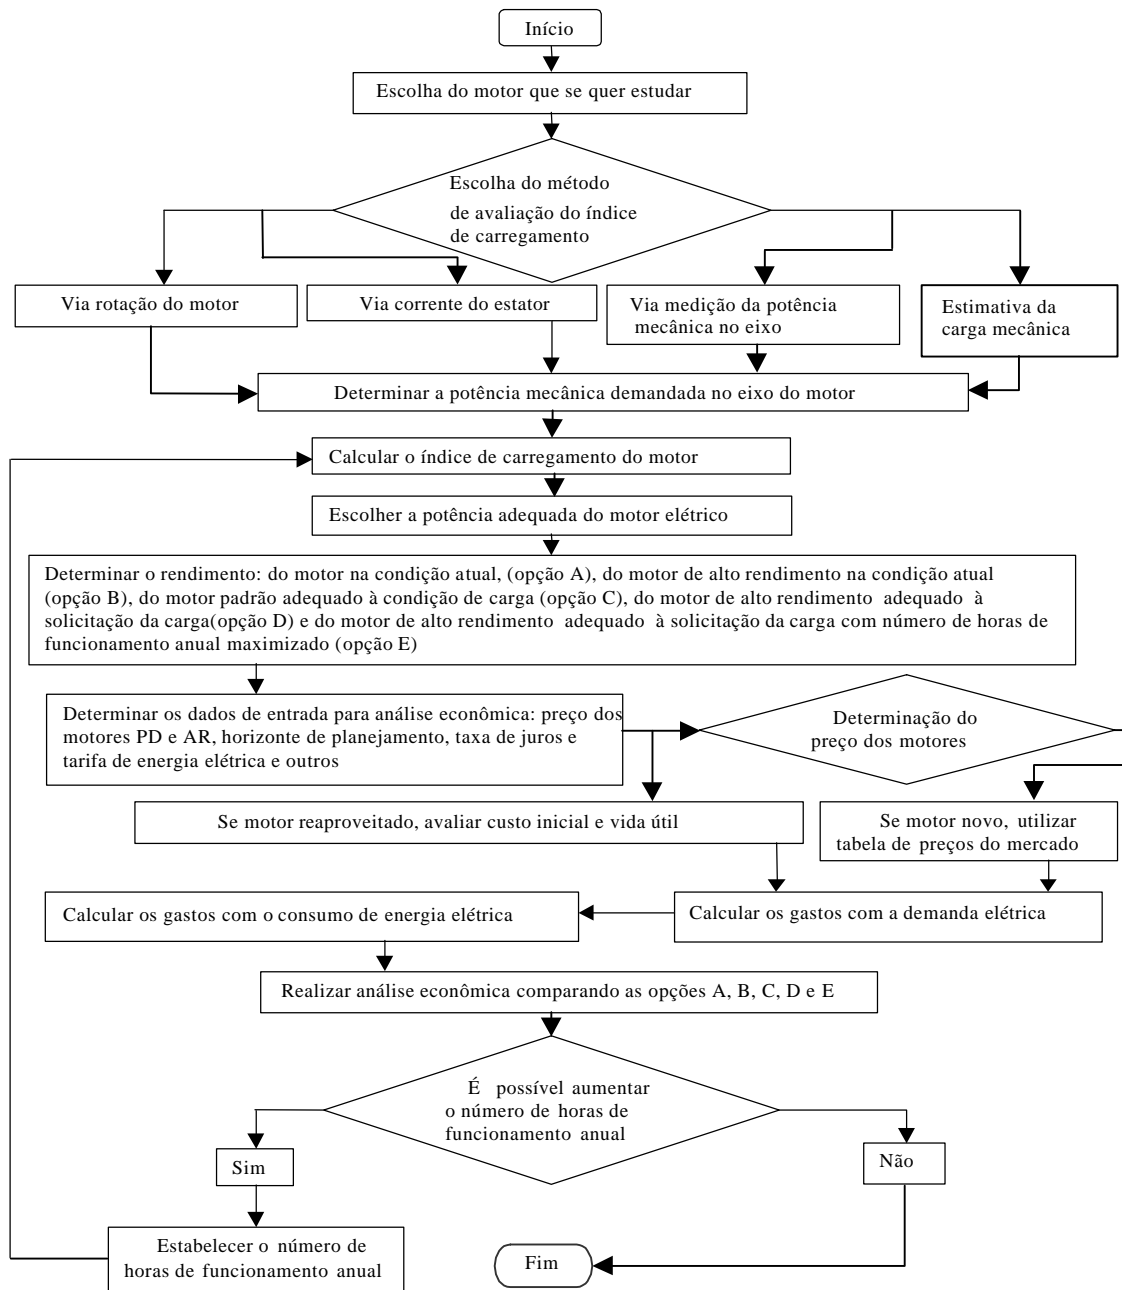 Início
Escolha do motor que se quer estudar
Escolha do método
de avaliação do índice
de carregamento
Via rotação do motor
Via corrente do estator
Via medição da potência
mecânica no eixo
Estimativa da
carga mecânica
Determinar a potência mecânica demandada no eixo do motor
Calcular o índice de carregamento do motor
Escolher a potência adequada do motor elétrico
Determinar o rendimento: do motor na condição atual, (opção A), do motor de alto rendimento na condição atual
(opção B), do motor padrão adequado à condição de carga (opção C), do motor de alto rendimento adequado à
solicitação da carga(opção D) e do motor de alto rendimento adequado à solicitação da carga com número de horas de
funcionamento anual maximizado (opção E)
Determinar os dados de entrada para análise econômica: preço dos
motores PD e AR, horizonte de planejamento, taxa de juros e
tarifa de energia elétrica e outros
Determinação do
preço dos motores
Se motor reaproveitado, avaliar custo inicial e vida útil
Se motor novo, utilizar
tabela de preços do mercado
Calcular os gastos com o consumo de energia elétrica
Calcular os gastos com a demanda elétrica
Realizar análise econômica comparando as opções A, B, C, D e E
É possível aumentar
o número de horas de
funcionamento anual
Sim
Não
Estabelecer o número de
horas de funcionamento anual
Fim